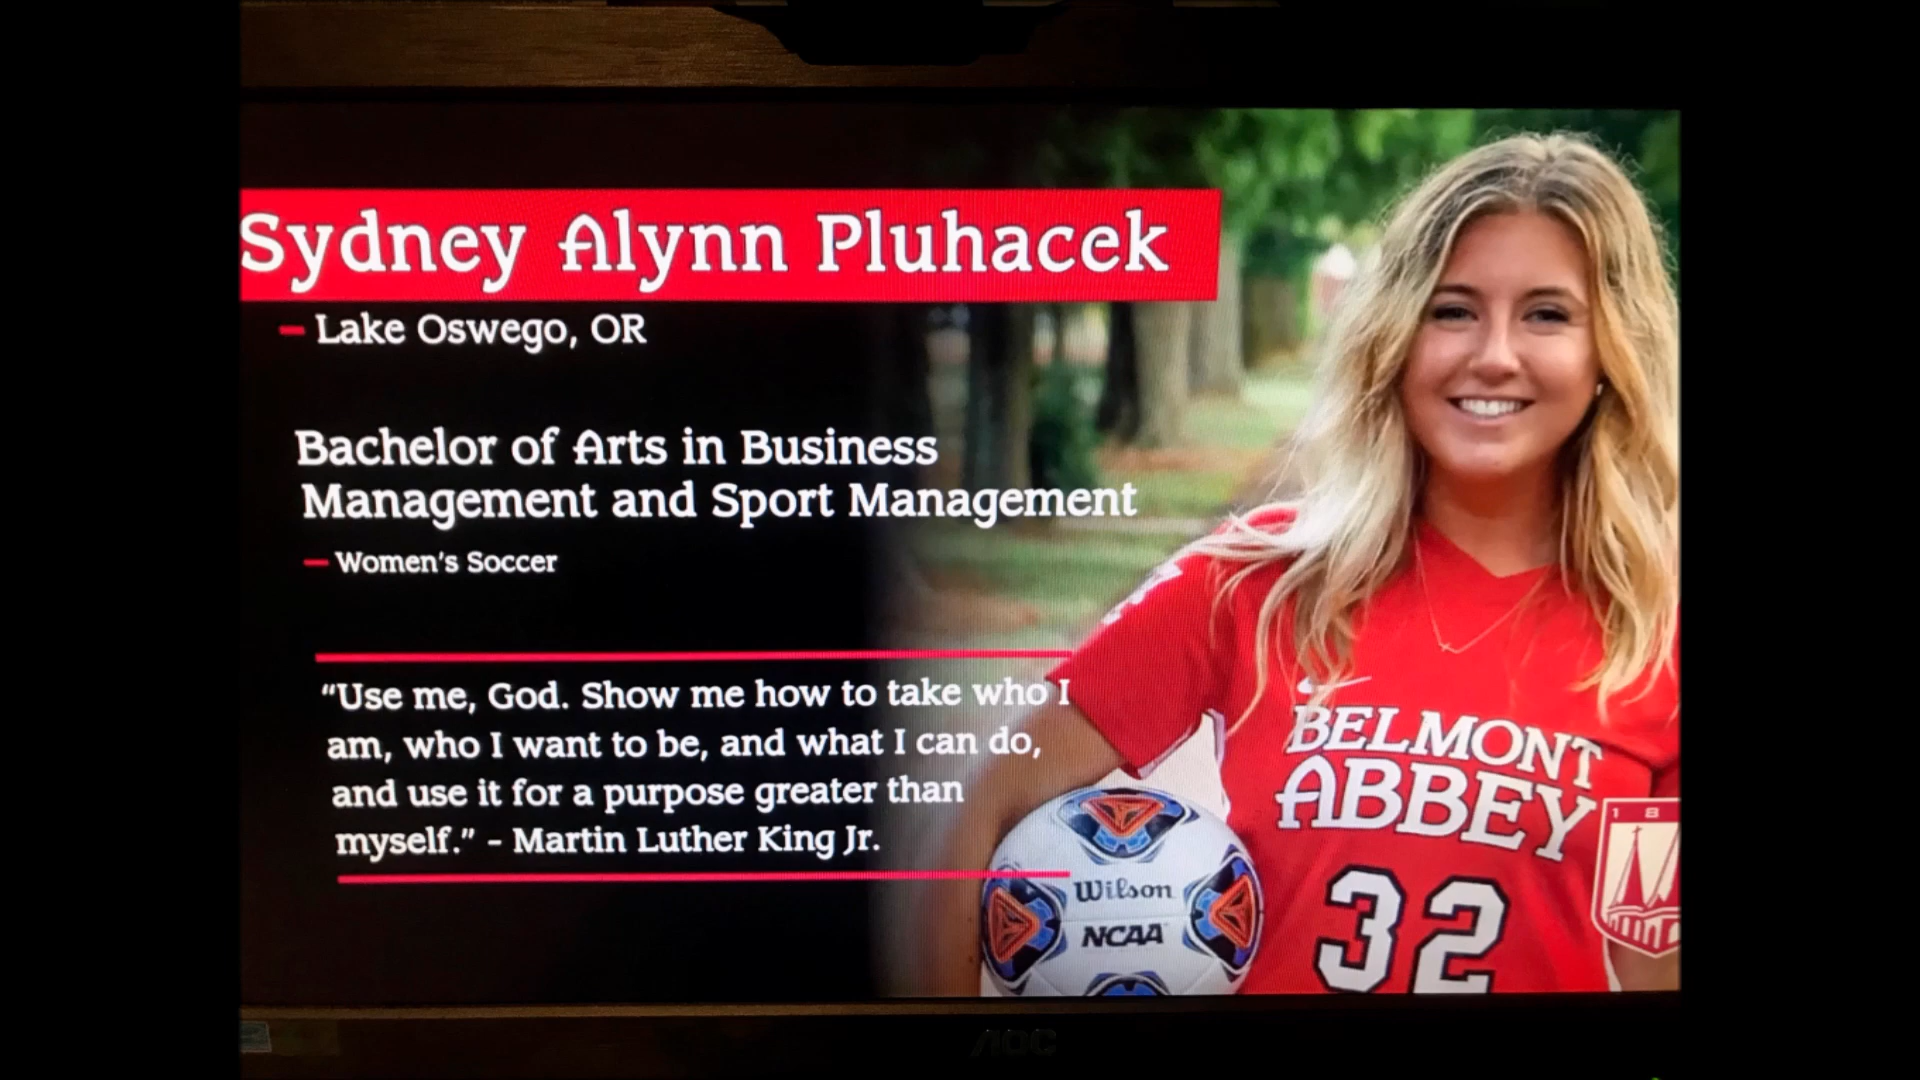 Sydney Alynn Pluhacek
Lake Oswego, OR
Bachelor of Arts in Business
Management and Sport Management
Women's Soccer
“Use me, God. Show me how to take who I
am, who I want to be, and what I can do,
and use it for a purpose greater than
myself.” – Martin Luther King Jr.
BELMONT
ABBEY
32
Wilson
NCAA
1 8
AOC